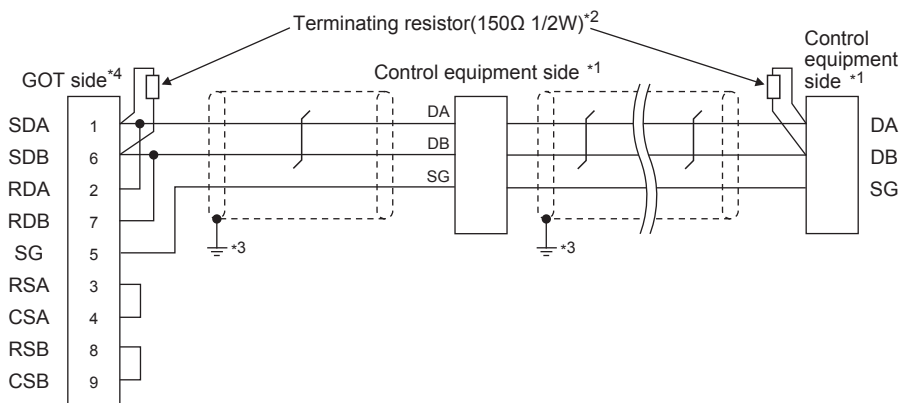 Terminating resistor(150Ω 1/2W)*2
GOT side*4
Control equipment side *1
Control
equipment
side *1
SDA 1 DA DA
SDB 6 DB DB
RDA 2 SG SG
RDB 7
SG 5 *3 *3
RSA 3
CSA 4
RSB 8
CSB 9